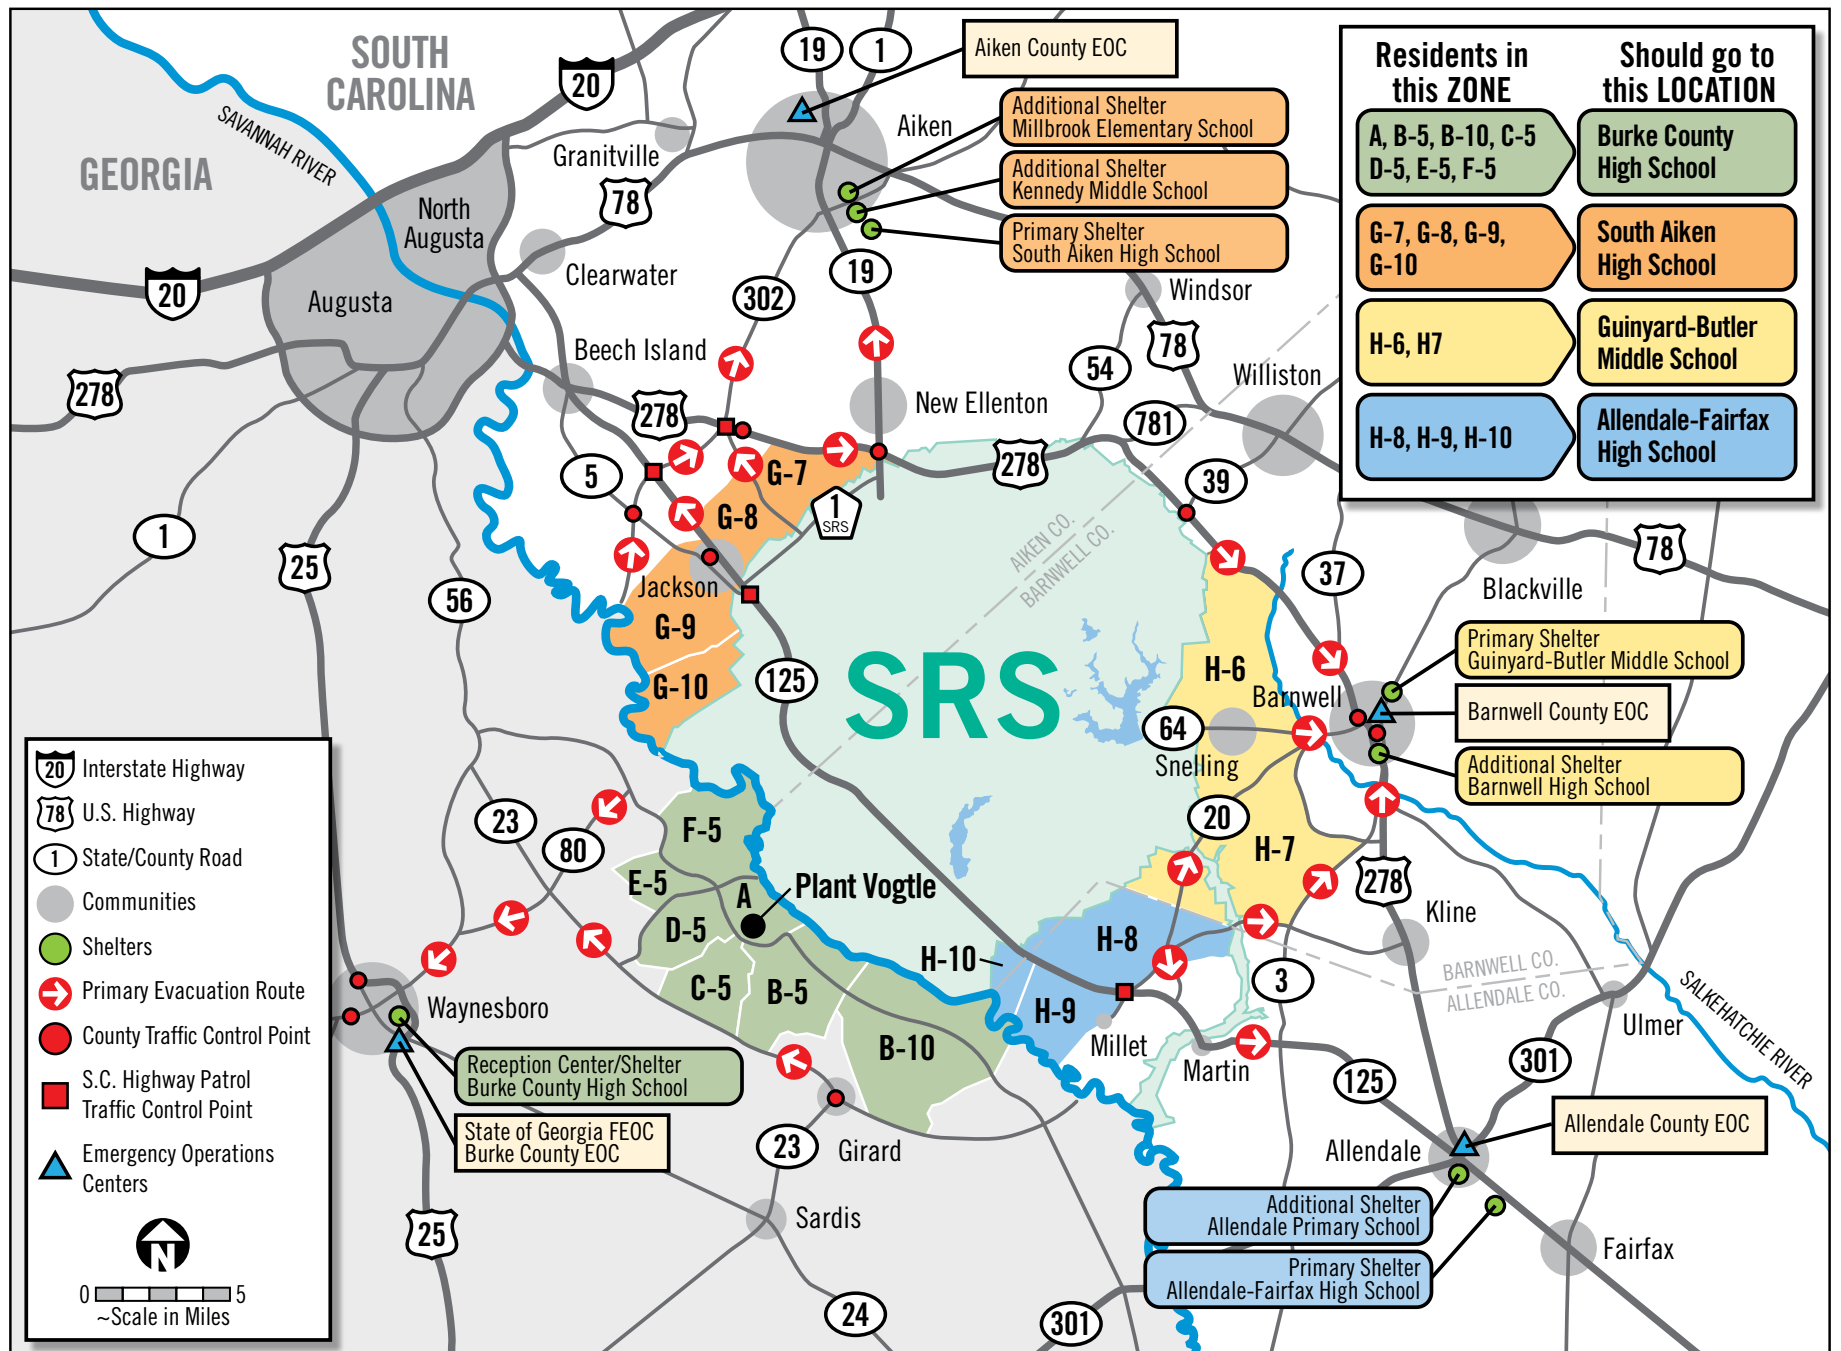 SOUTH
CAROLINA
GEORGIA
SAVANNAH RIVER
20
19
1
Aiken County EOC
Additional Shelter
Millbrook Elementary School
Additional Shelter
Kennedy Middle School
Primary Shelter
South Aiken High School
Aiken
Granitville
78
North
Augusta
Clearwater
Augusta
20
302
19
Windsor
78
Beech Island
278
278
New Ellenton
54
781
Williston
278
39
Residents in
this ZONE
Should go to
this LOCATION
A, B-5, B-10, C-5
D-5, E-5, F-5
Burke County
High School
G-7, G-8, G-9,
G-10
South Aiken
High School
H-6, H7
Guinyard-Butler
Middle School
H-8, H-9, H-10
Allendale-Fairfax
High School
5
G-7
G-8
1
SRS
1
25
56
Jackson
G-9
G-10
125
AIKEN CO.
BARNWELL CO.
SRS
37
78
Blackville
Primary Shelter
Guinyard-Butler Middle School
H-6
Barnwell
Barnwell County EOC
64
Snelling
Additional Shelter
Barnwell High School
20
H-7
278
Kline
20
Interstate Highway
78
U.S. Highway
1
State/County Road
Communities
Shelters
Primary Evacuation Route
County Traffic Control Point
S.C. Highway Patrol
Traffic Control Point
Emergency Operations
Centers
N
0
5
~Scale in Miles
23
80
F-5
E-5
A
Plant Vogtle
D-5
C-5
B-5
B-10
H-10
H-8
H-9
Millet
Martin
3
BARNWELL CO.
ALLENDALE CO.
Ulmer
SALKEHATCHIE RIVER
301
125
Waynesboro
Reception Center/Shelter
Burke County High School
State of Georgia FEOC
Burke County EOC
23
Girard
Sardis
25
24
301
Allendale
Allendale County EOC
Additional Shelter
Allendale Primary School
Primary Shelter
Allendale-Fairfax High School
Fairfax